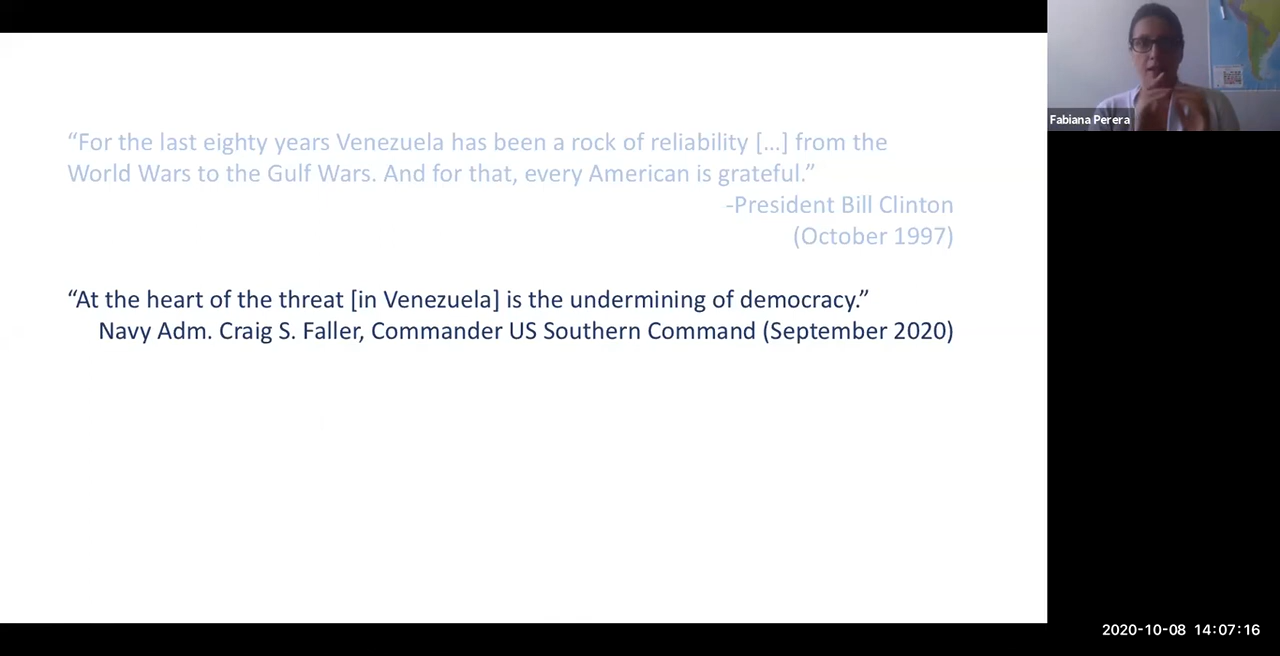 “For the last eighty years Venezuela has been a rock of reliability [...] from the
World Wars to the Gulf Wars. And for that, every American is grateful.”
-President Bill Clinton
(October 1997)
“At the heart of the threat [in Venezuela] is the undermining of democracy.”
Navy Adm. Craig S. Faller, Commander US Southern Command (September 2020)
Fabiana Perera
2020-10-08 14:07:16